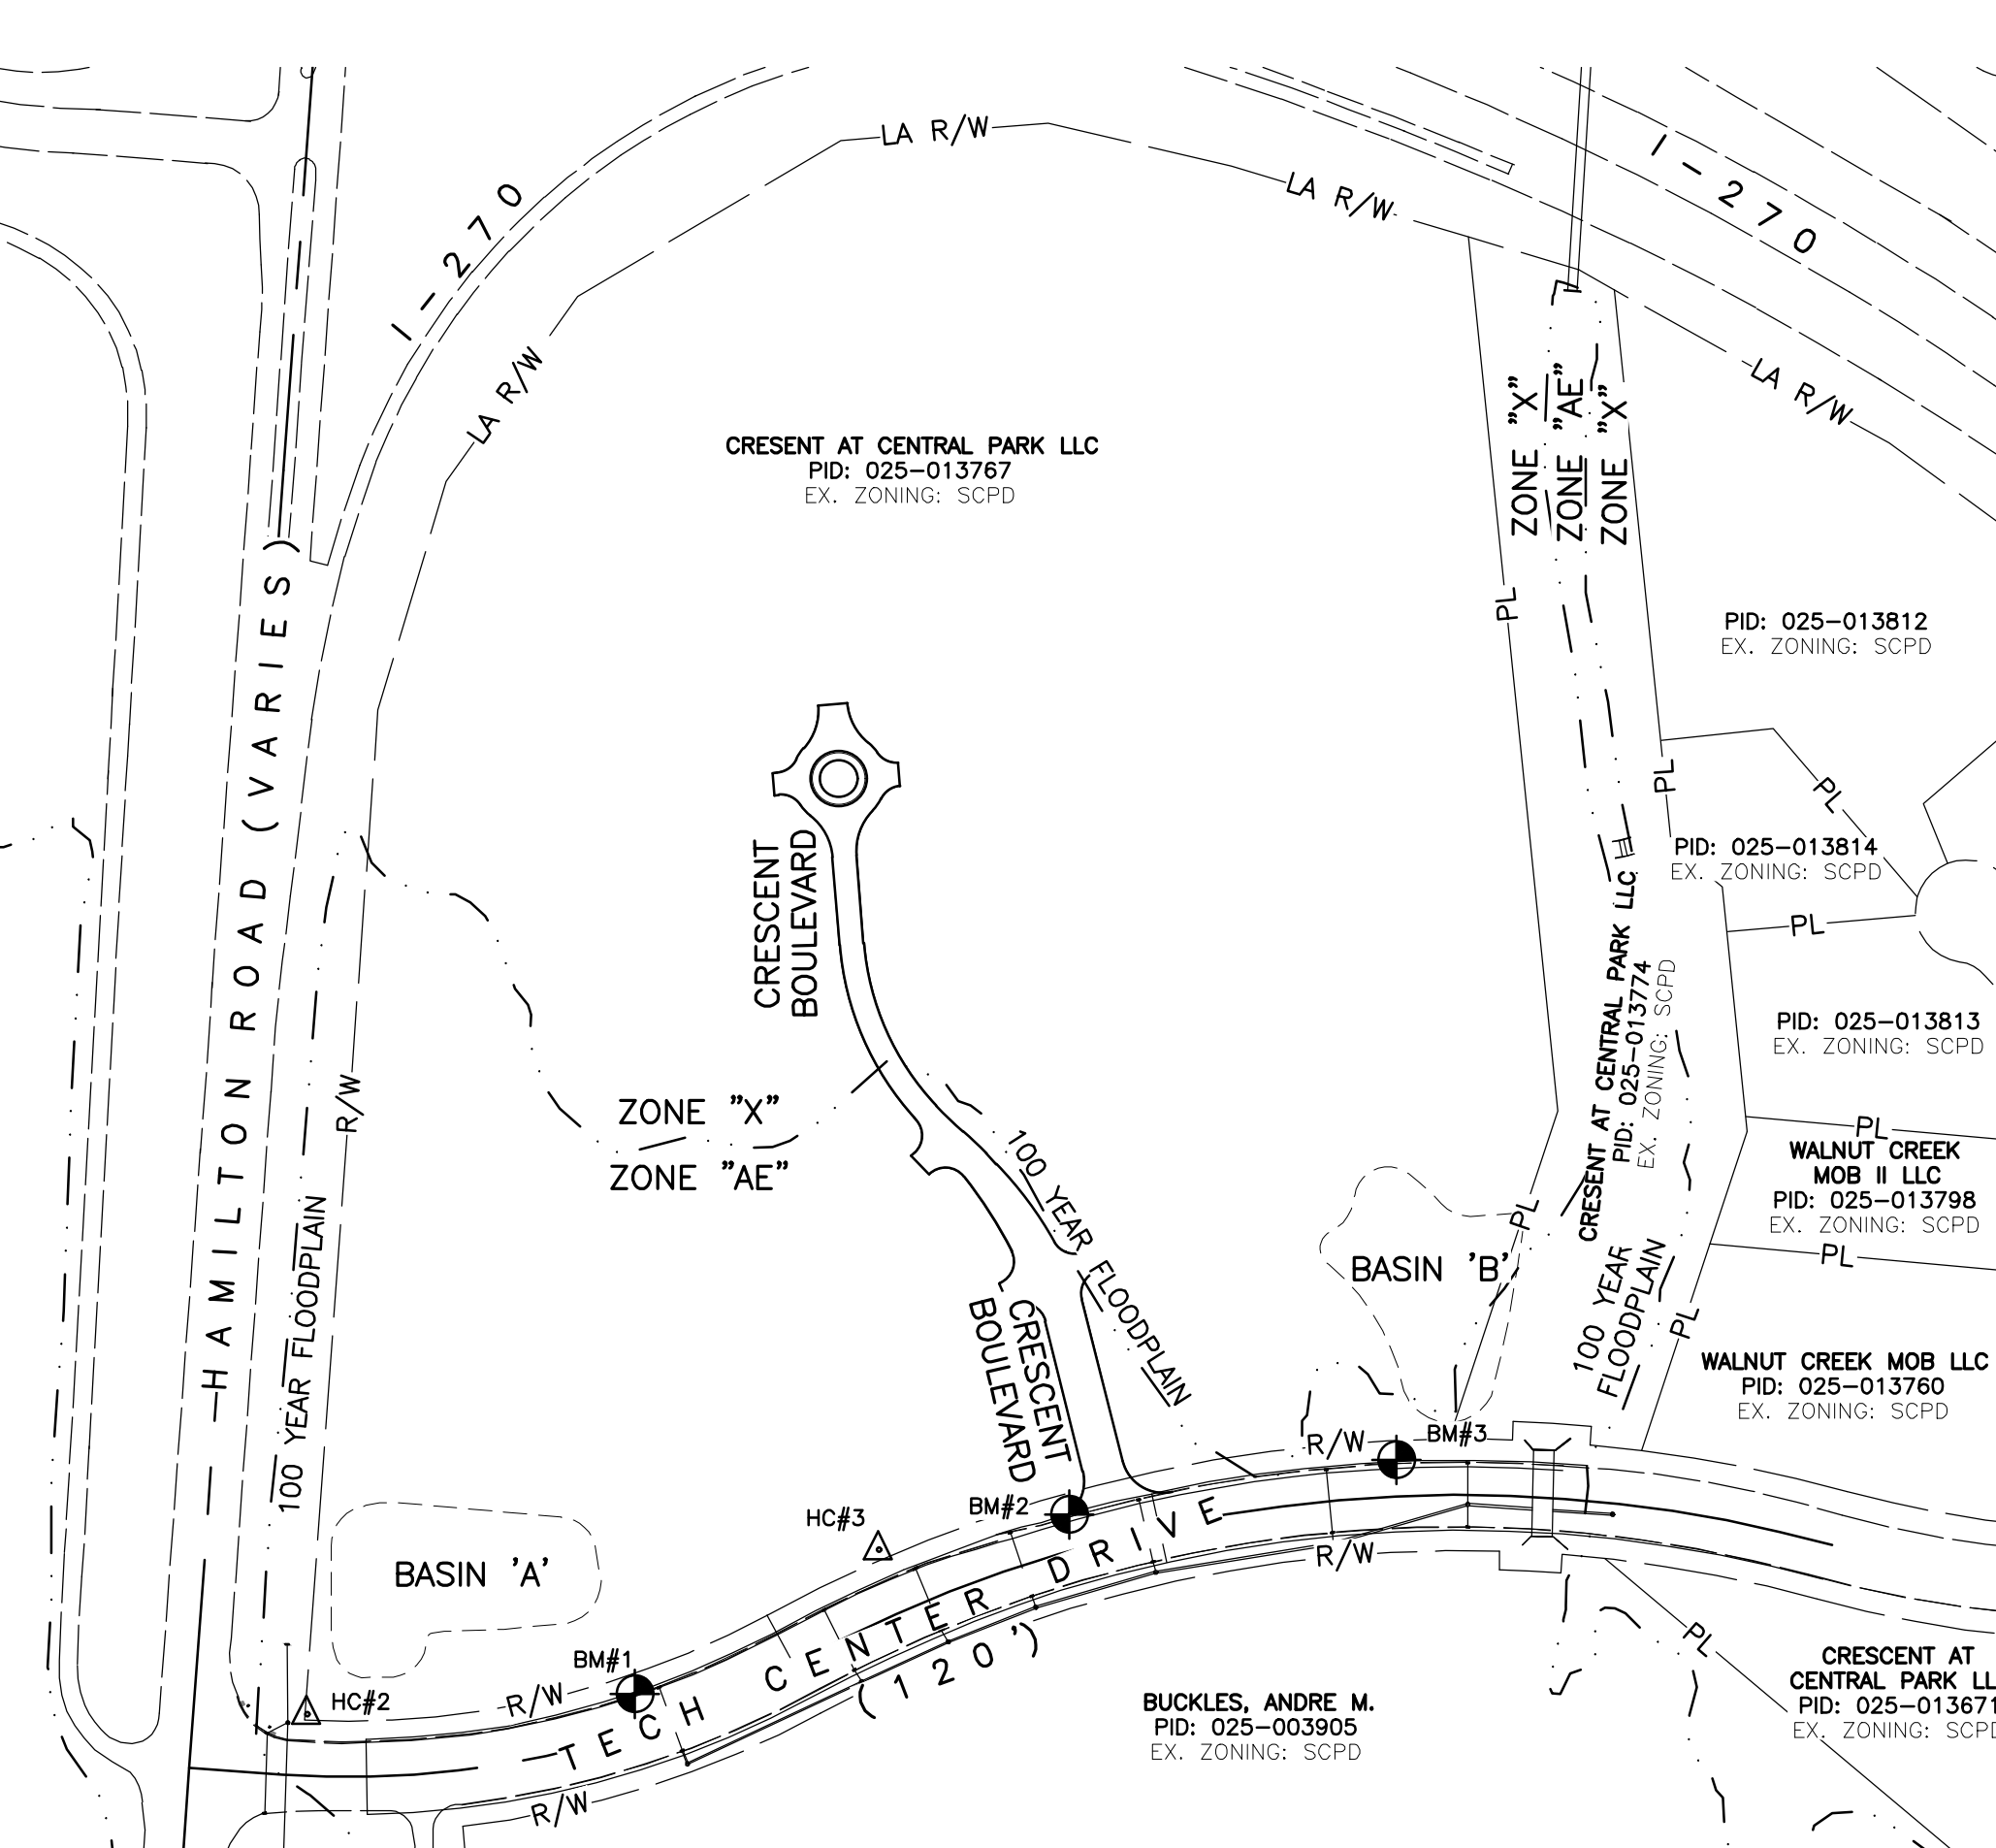 LA R/W
LA R/W
I-270
I-270
LA R/W
LA R/W
CRESENT AT CENTRAL PARK LLC
PID: 025-013767
EX. ZONING: SCPD
ZONE "X"
ZONE "AE"
ZONE "X"
PL
PID: 025-013812
EX. ZONING: SCPD
HAMILTON ROAD (VARIES)
PL
PL
PID: 025-013814
EX. ZONING: SCPD
PL
CRESCENT
BOULEVARD
CRESENT AT CENTRAL PARK LLC
PID: 025-013774
EX. ZONING: SCPD
PID: 025-013813
EX. ZONING: SCPD
R/W
ZONE "X"
ZONE "AE"
100 YEAR FLOODPLAIN
PL
WALNUT CREEK
MOB II LLC
PID: 025-013798
EX. ZONING: SCPD
PL
PL
BASIN 'B'
100 YEAR FLOODPLAIN
100 YEAR
FLOODPLAIN
PL
CRESCENT
BOULEVARD
WALNUT CREEK MOB LLC
PID: 025-013760
EX. ZONING: SCPD
R/W
BM#3
BM#2
HC#3
BASIN 'A'
R/W
BM#1
HC#2
R/W
TECH CENTER DRIVE
(120')
R/W
PL
BUCKLES, ANDRE M.
PID: 025-003905
EX. ZONING: SCPD
CRESCENT AT
CENTRAL PARK LL
PID: 025-013671
EX. ZONING: SCPD